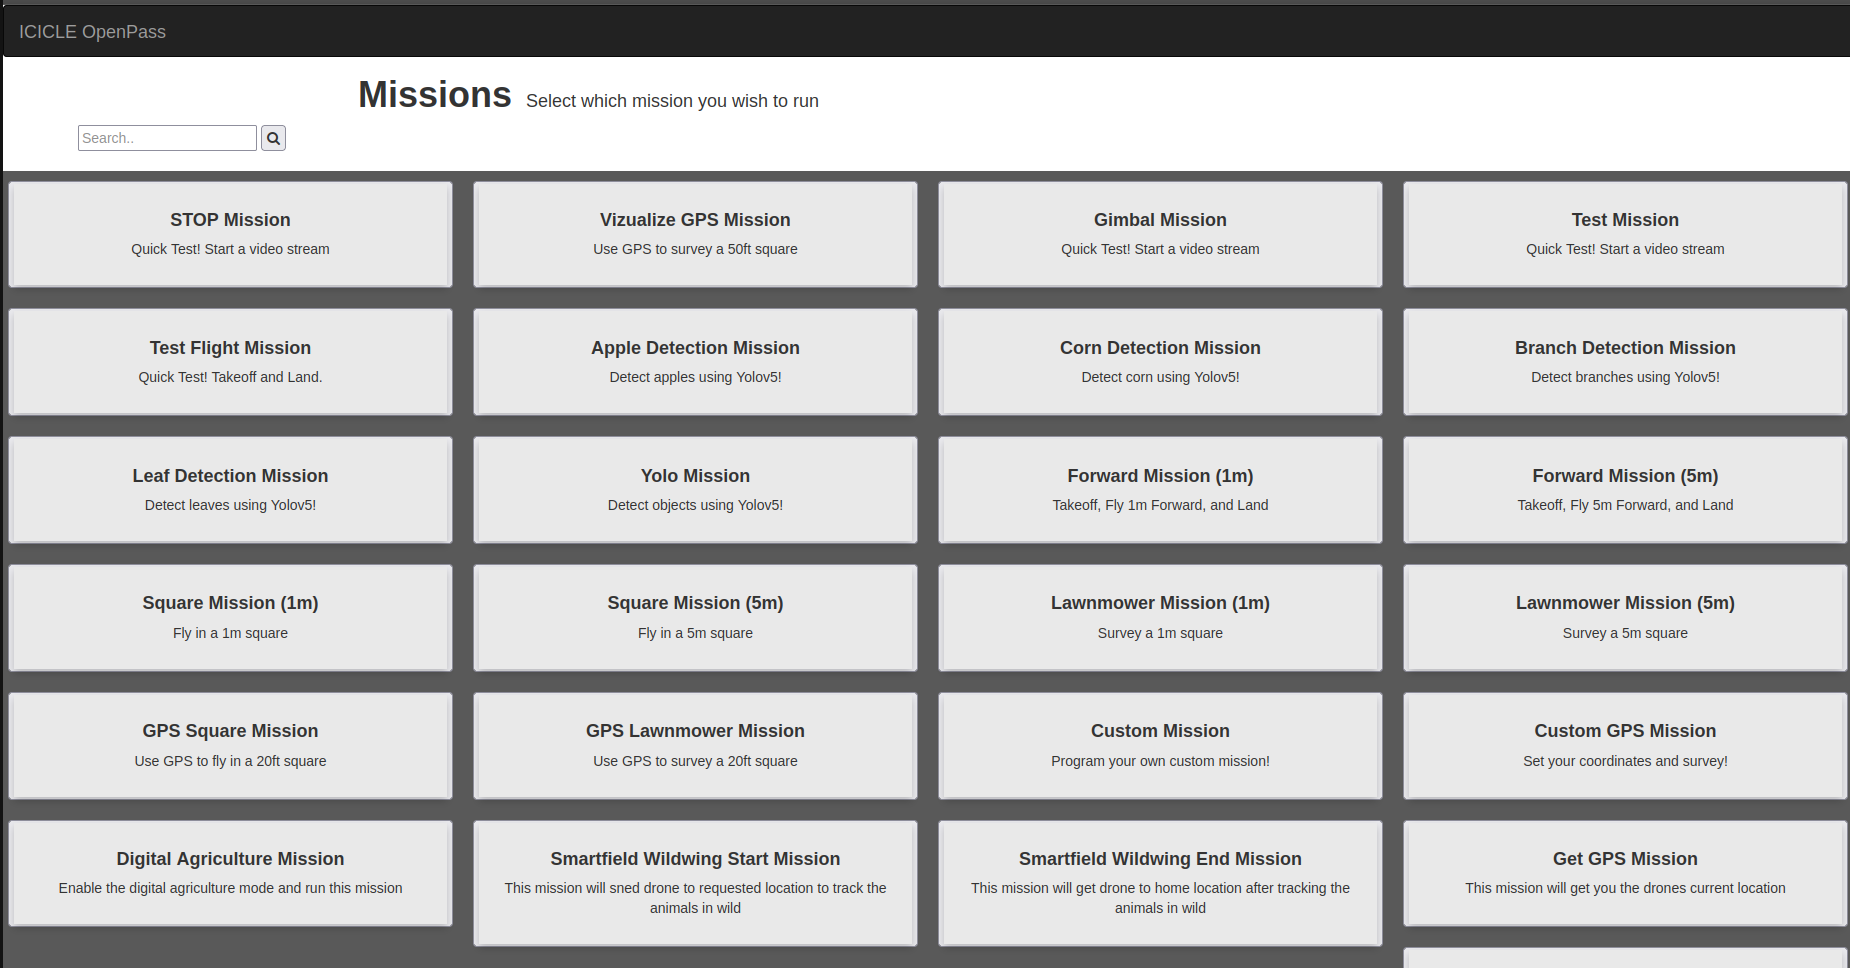 ICICLE OpenPass
Missions Select which mission you wish to run
Search..
STOP Mission
Quick Test! Start a video stream
Vizualize GPS Mission
Use GPS to survey a 50ft square
Gimbal Mission
Quick Test! Start a video stream
Test Mission
Quick Test! Start a video stream
Test Flight Mission
Quick Test! Takeoff and Land.
Apple Detection Mission
Detect apples using Yolov5!
Corn Detection Mission
Detect corn using Yolov5!
Branch Detection Mission
Detect branches using Yolov5!
Leaf Detection Mission
Detect leaves using Yolov5!
Yolo Mission
Detect objects using Yolov5!
Forward Mission (1m)
Takeoff, Fly 1m Forward, and Land
Forward Mission (5m)
Takeoff, Fly 5m Forward, and Land
Square Mission (1m)
Fly in a 1m square
Square Mission (5m)
Fly in a 5m square
Lawnmower Mission (1m)
Survey a 1m square
Lawnmower Mission (5m)
Survey a 5m square
GPS Square Mission
Use GPS to fly in a 20ft square
GPS Lawnmower Mission
Use GPS to survey a 20ft square
Custom Mission
Program your own custom mission!
Custom GPS Mission
Set your coordinates and survey!
Digital Agriculture Mission
Enable the digital agriculture mode and run this mission
Smartfield Wildwing Start Mission
This mission will sned drone to requested location to track the
animals in wild
Smartfield Wildwing End Mission
This mission will get drone to home location after tracking the
animals in wild
Get GPS Mission
This mission will get you the drones current location